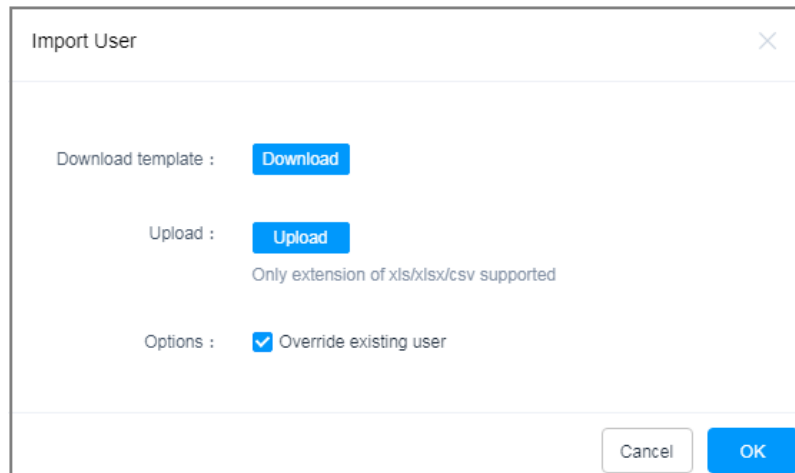 Import User
Download template : Download
Upload : Upload
Only extension of xls/xlsx/csv supported
Options : Override existing user
Cancel OK